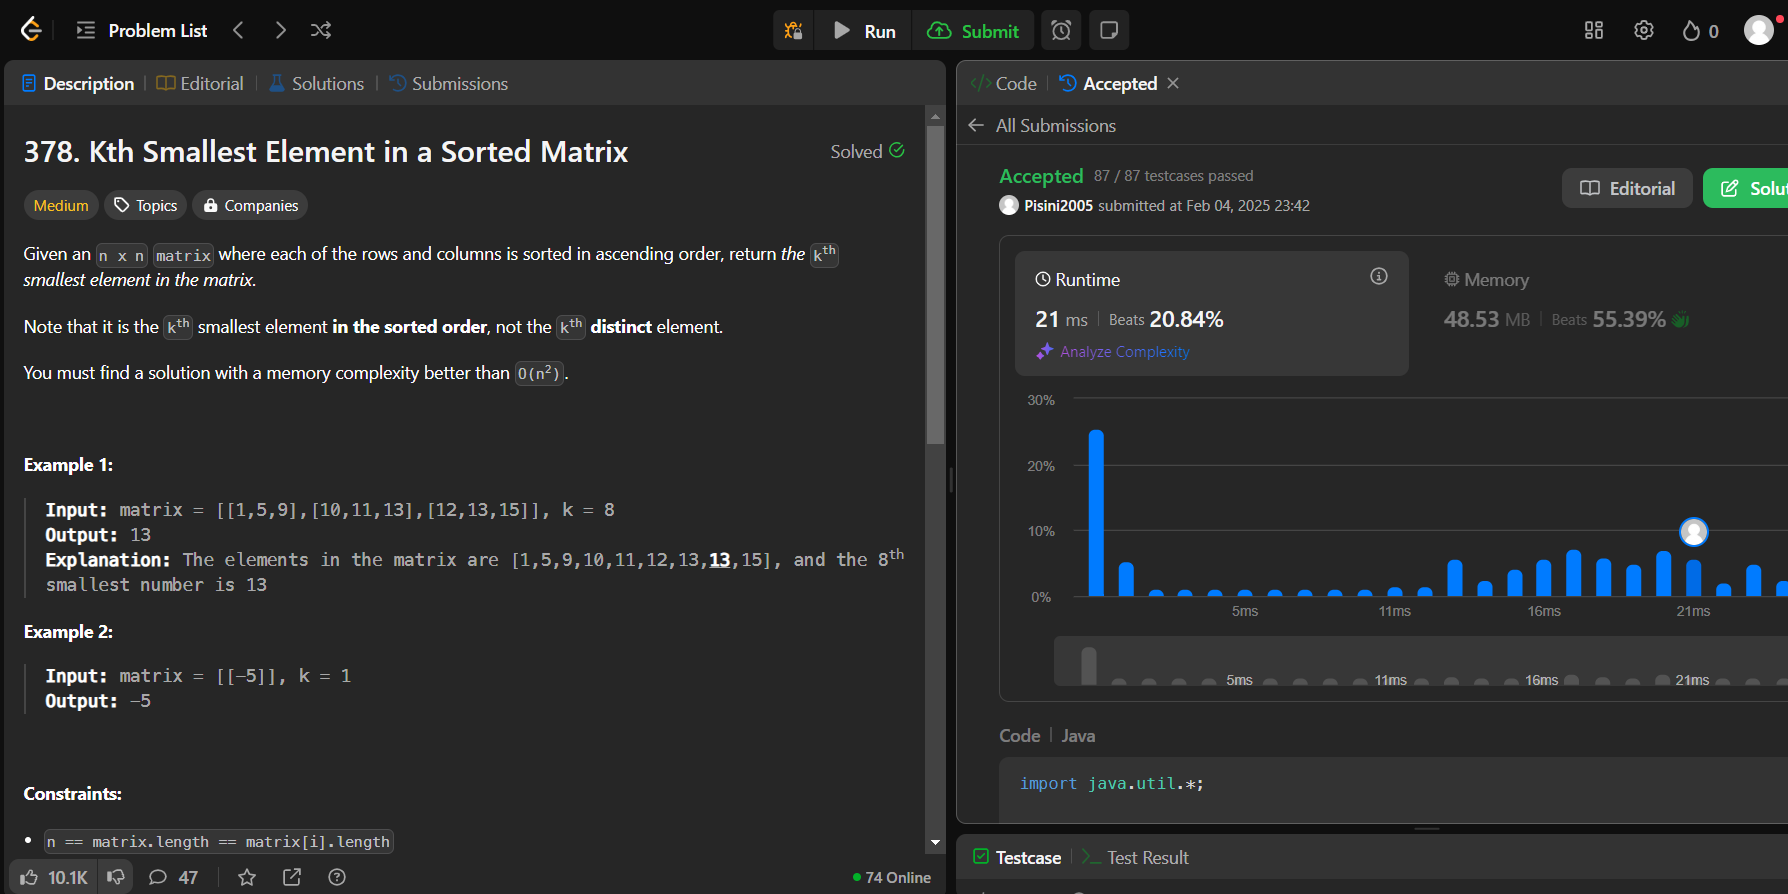 Problem List
Run
Submit
0
Description
Editorial
Solutions
Submissions
378. Kth Smallest Element in a Sorted Matrix
Solved
Medium
Topics
Companies
Given an n x n matrix where each of the rows and columns is sorted in ascending order, return the kth
smallest element in the matrix.
Note that it is the kth smallest element in the sorted order, not the kth distinct element.
You must find a solution with a memory complexity better than O(n2).
Example 1:
Input: matrix = [[1,5,9],[10,11,13],[12,13,15]], k = 8
Output: 13
Explanation: The elements in the matrix are [1,5,9,10,11,12,13,13,15], and the 8th
smallest number is 13
Example 2:
Input: matrix = [[-5]], k = 1
Output: -5
Constraints:
• n == matrix.length == matrix[i].length
10.1K
47
74 Online
Code
Accepted
All Submissions
Accepted 87 / 87 testcases passed
Pisini2005 submitted at Feb 04, 2025 23:42
Editorial
Solut
Runtime
21 ms | Beats 20.84%
Analyze Complexity
Memory
48.53 MB | Beats 55.39%
30%
20%
10%
0%
5ms 11ms 16ms 21ms
5ms 11ms 16ms 21ms
Code | Java
import java.util.*;
Testcase
>_ Test Result